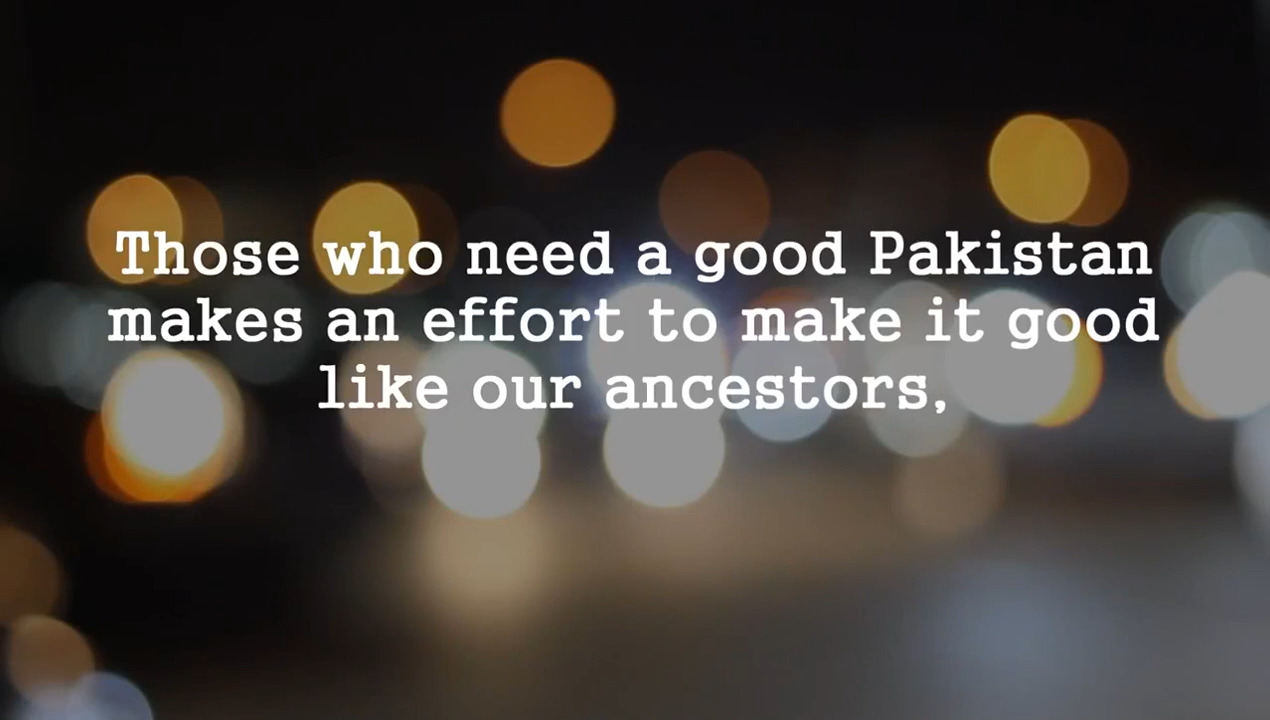 Those who need a good Pakistan
makes an effort to make it good
like our ancestors,